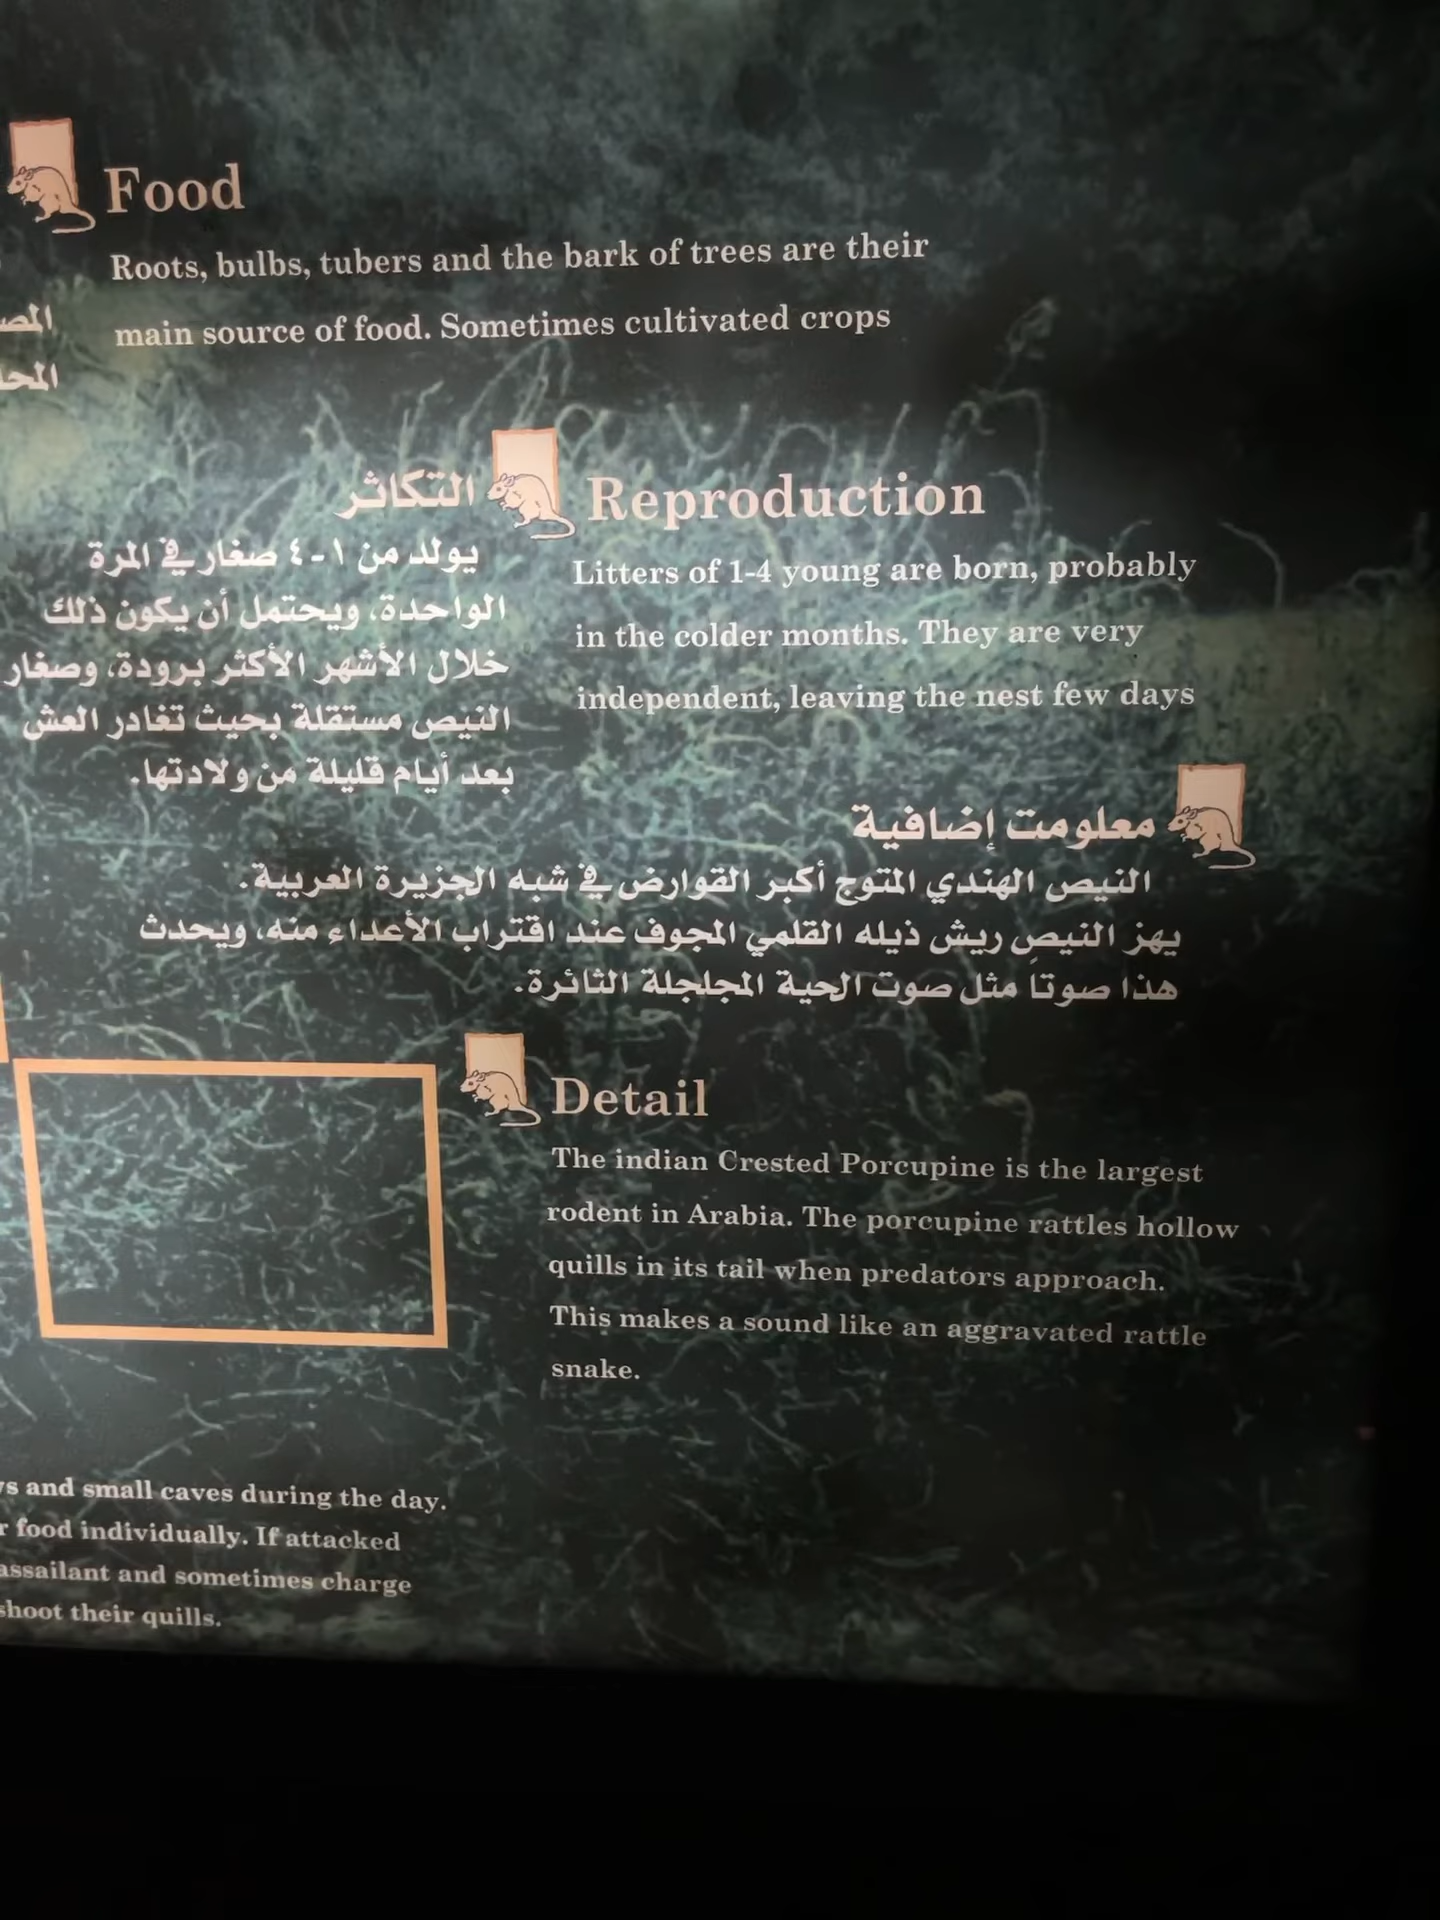 Food
Roots, bulbs, tubers and the bark of trees are their
main source of food. Sometimes cultivated crops
التكاثر
يولد من ١-٤ صغار في المرة
الواحدة، ويحتمل أن يكون ذلك
خلال الأشهر الأكثر برودة، وصغار
النيص مستقلة بحيث تغادر العش
بعد أيام قليلة من ولادتها.
Reproduction
Litters of 1-4 young are born, probably
in the colder months. They are very
independent, leaving the nest few days
معلومت إضافية
النيص الهندي المتوج أكبر القوارض في شبه الجزيرة العربية.
يهز النيص ريش ذيله القلمي المجوف عند اقتراب الأعداء منه، ويحدث
هذا صوتاً مثل صوت الحية المجلجلة الثائرة.
Detail
The indian Crested Porcupine is the largest
rodent in Arabia. The porcupine rattles hollow
quills in its tail when predators approach.
This makes a sound like an aggravated rattle
snake.
and small caves during the day.
food individually. If attacked
assailant and sometimes charge
shoot their quills.